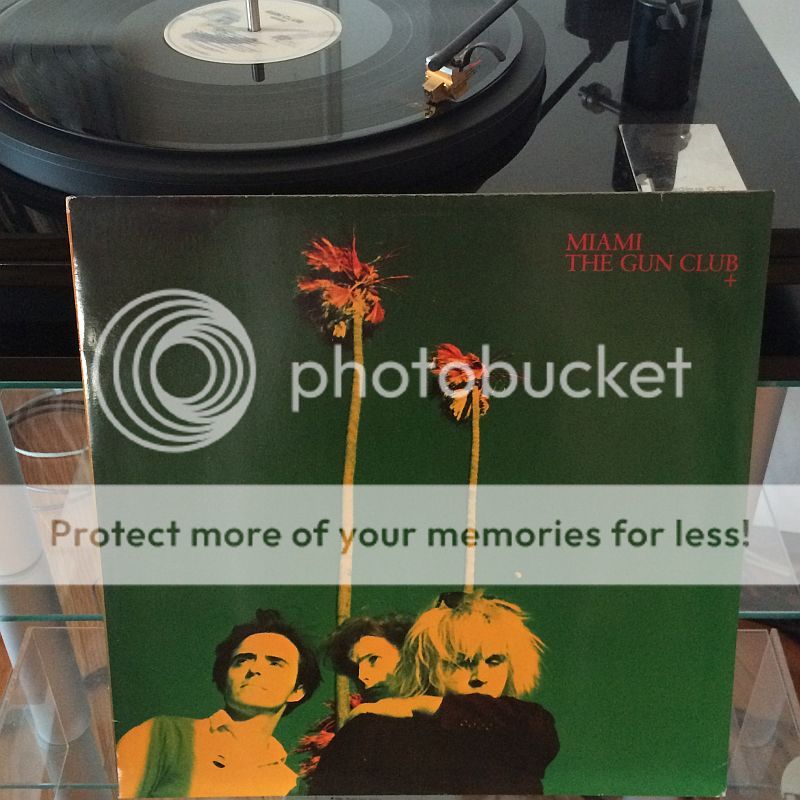 MIAMI
THE GUN CLUB
+
photobucket
Protect more of your memories for less!